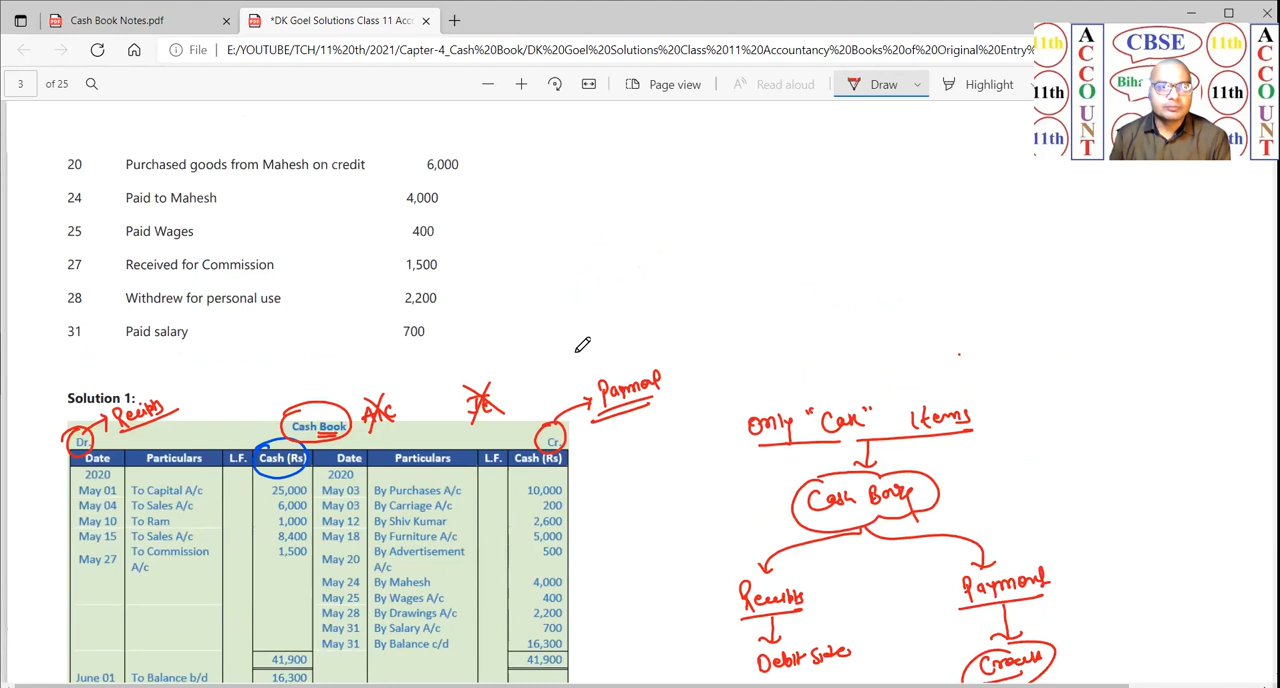 Cash Book Notes.pdf
*DK Goel Solutions Class 11 Acc
File E:/YOUTUBE/TCH/11%20th/2021/Capter-4_Cash%20Book/DK%20Goel%20Solutions%20Class%2011%20Accountancy%20Books%20of%20Original%20Entry
3 of 25 Page view Read aloud Draw Highlight
11th CBSE 11th
11th Biha 11th
11th th
ACCOUNT
ACCOUNT
20 Purchased goods from Mahesh on credit 6,000
24 Paid to Mahesh 4,000
25 Paid Wages 400
27 Received for Commission 1,500
28 Withdrew for personal use 2,200
31 Paid salary 700
Solution 1:
Cash Book A/C
Dr. Cr.
Date Particulars L.F. Cash (Rs) Date Particulars L.F. Cash (Rs)
2020 2020
May 01 To Capital A/c 25,000 May 03 By Purchases A/c 10,000
May 04 To Sales A/c 6,000 May 03 By Carriage A/c 200
May 10 To Ram 1,000 May 12 By Shiv Kumar 2,600
May 15 To Sales A/c 8,400 May 18 By Furniture A/c 5,000
May 27 To Commission A/c 1,500 May 20 By Advertisement A/c 500
May 24 By Mahesh 4,000
May 25 By Wages A/c 400
May 28 By Drawings A/c 2,200
May 31 By Salary A/c 700
May 31 By Balance c/d 16,300
41,900 41,900
June 01 To Balance b/d 16,300
only "Cash" Items
Cash Book
Payment
Debit Side